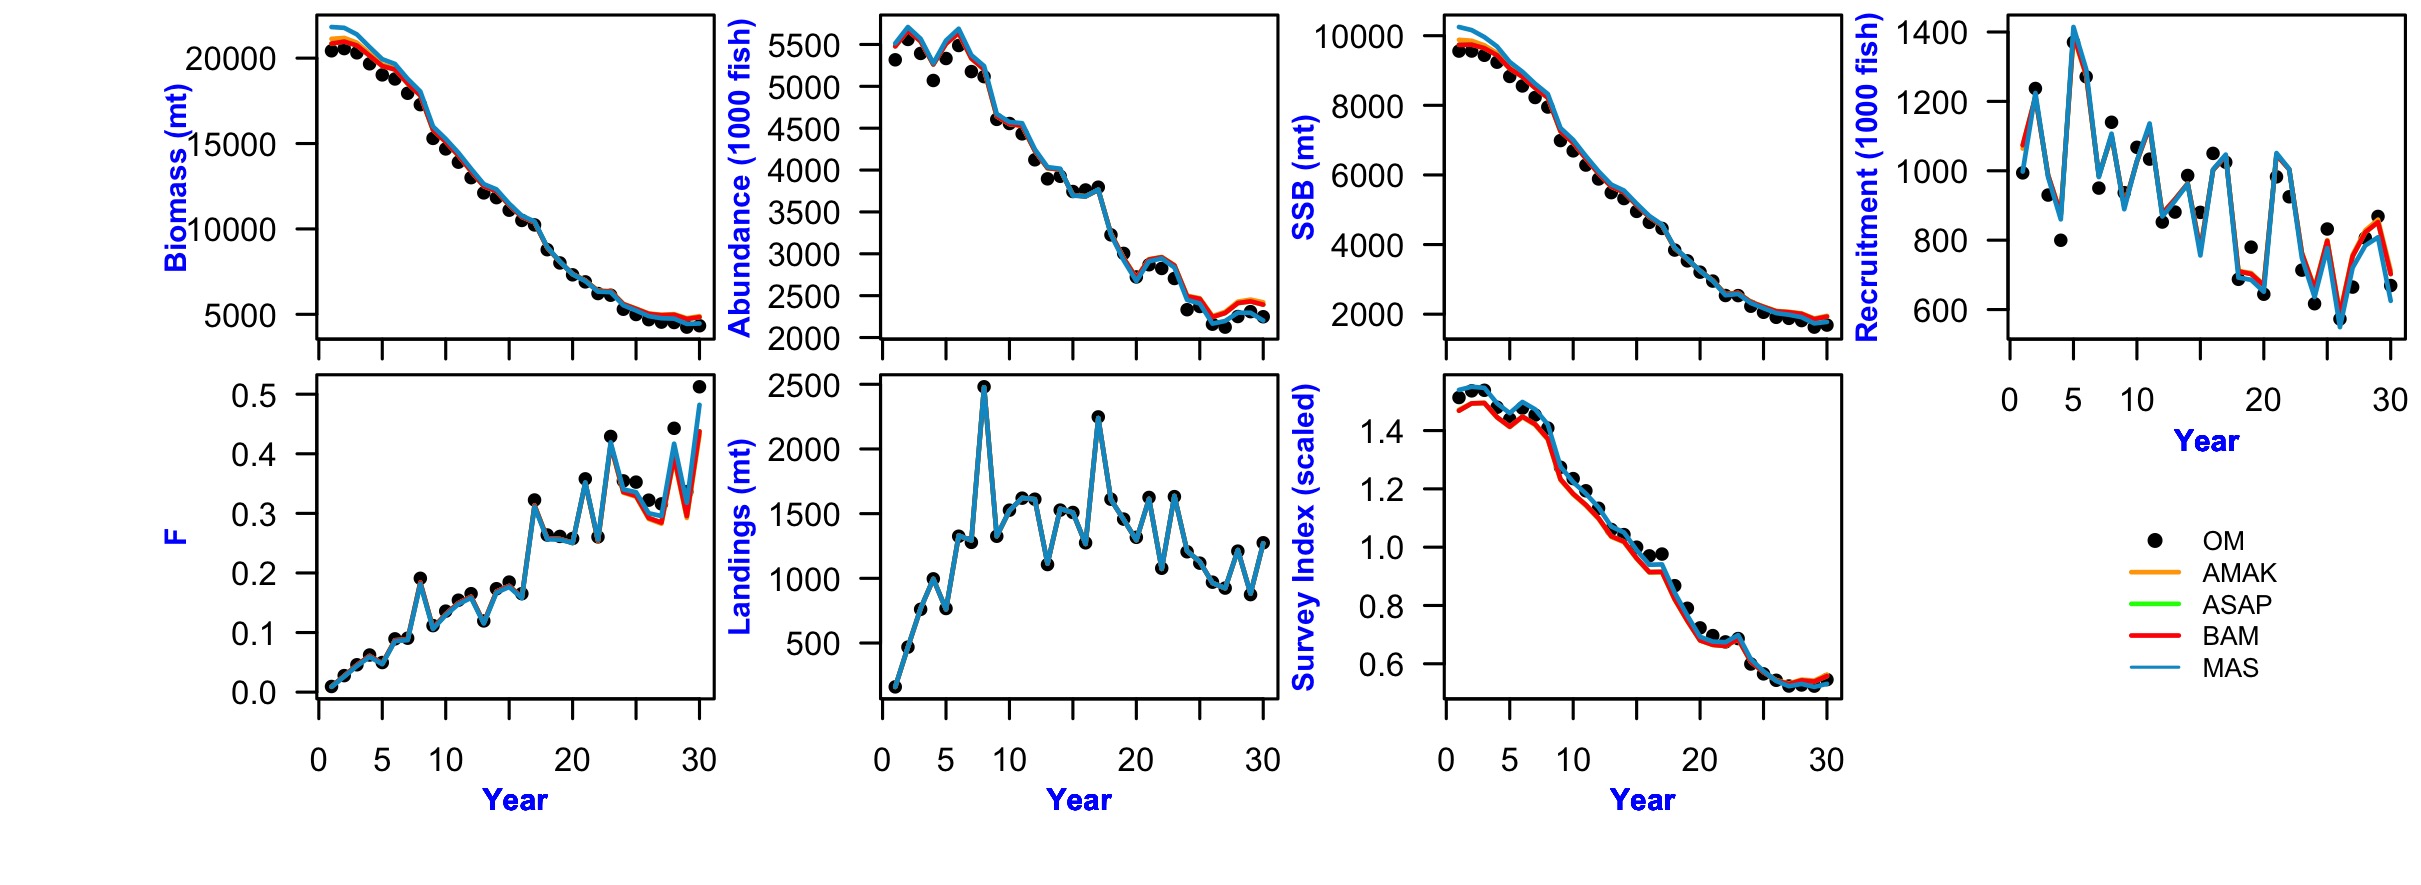 Biomass (mt)
20000
15000
10000
5000
Abundance (1000 fish)
5500
5000
4500
4000
3500
3000
2500
2000
SSB (mt)
10000
8000
6000
4000
2000
Recruitment (1000 fish)
1400
1200
1000
800
600
0 5 10 20 30
Year
F
0.5
0.4
0.3
0.2
0.1
0.0
0 5 10 20 30
Year
Landings (mt)
2500
2000
1500
1000
500
0 5 10 20 30
Year
Survey Index (scaled)
1.4
1.2
1.0
0.8
0.6
0 5 10 20 30
Year
OM
AMAK
ASAP
BAM
MAS